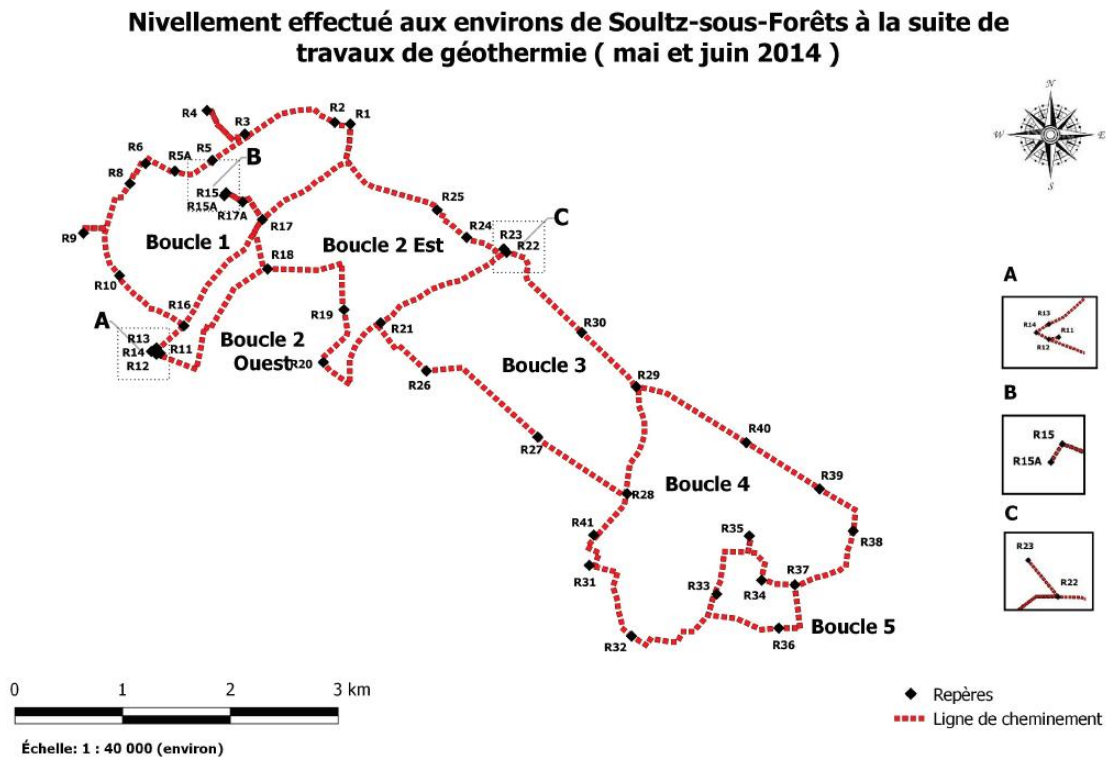 Nivellement effectué aux environs de Soultz-sous-Forêts à la suite de
travaux de géothermie ( mai et juin 2014 )
N
W
E
S
R4
R3
R2
R1
R6
R5
R5A
B
R8
R15
R15A
R17A
R25
R9
Boucle 1
R17
R24
C
R23
R22
R18
Boucle 2 Est
R10
R16
R19
A
R13
R14
R11
R12
Boucle 2
Ouest
R20
R21
R30
R26
Boucle 3
R29
R27
R40
R28
Boucle 4
R39
R41
R35
R38
R31
R33
R34
R37
R32
R36
Boucle 5
A
R13
R14
R11
R12
B
R15
R15A
C
R23
R22
0
1
2
3 km
Échelle: 1 : 40 000 (environ)
Repères
Ligne de cheminement